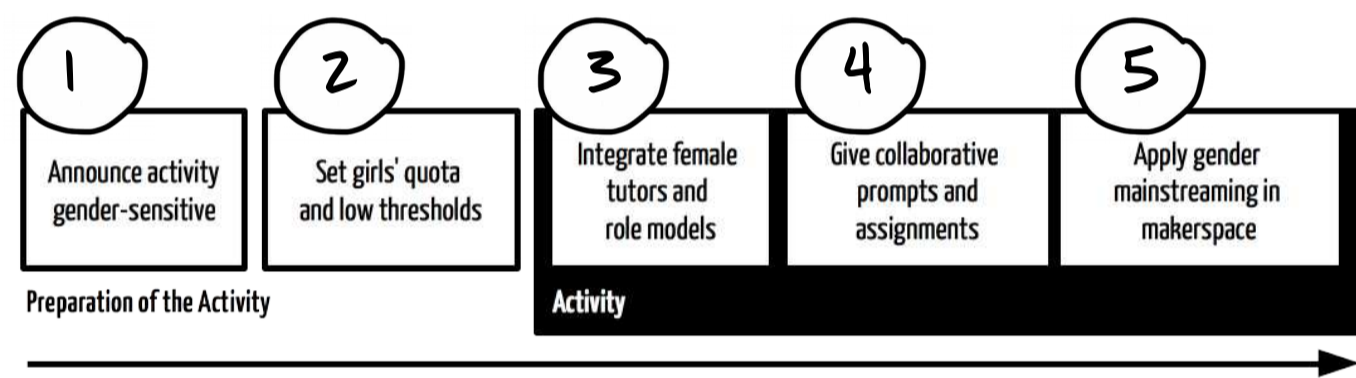 1
2
3
4
5
Announce activity
gender-sensitive
Set girls' quota
and low thresholds
Integrate female
tutors and
role models
Give collaborative
prompts and
assignments
Apply gender
mainstreaming in
makerspace
Preparation of the Activity
Activity